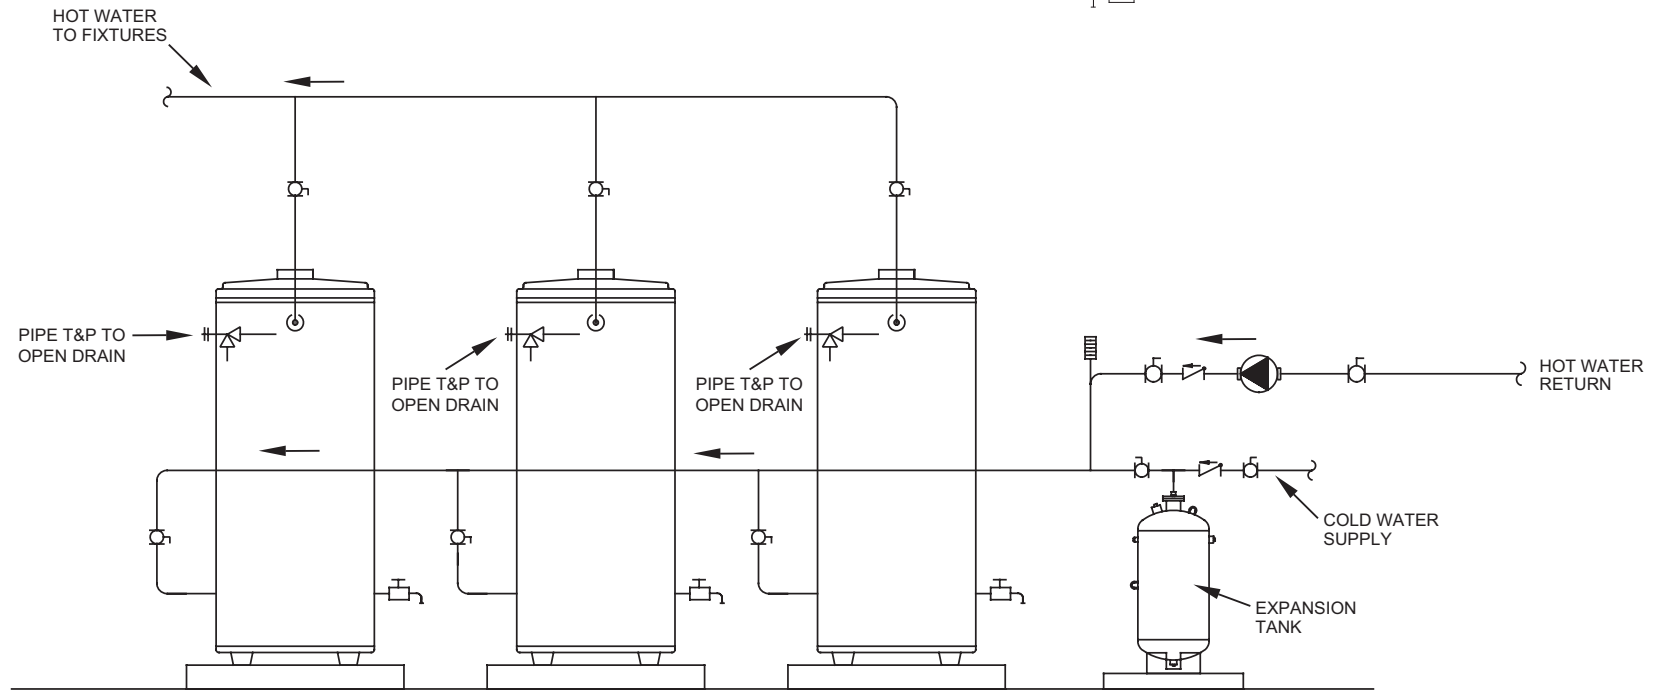 HOT WATER
TO FIXTURES
PIPE T&P TO
OPEN DRAIN
PIPE T&P TO
OPEN DRAIN
PIPE T&P TO
OPEN DRAIN
HOT WATER
RETURN
COLD WATER
SUPPLY
EXPANSION
TANK